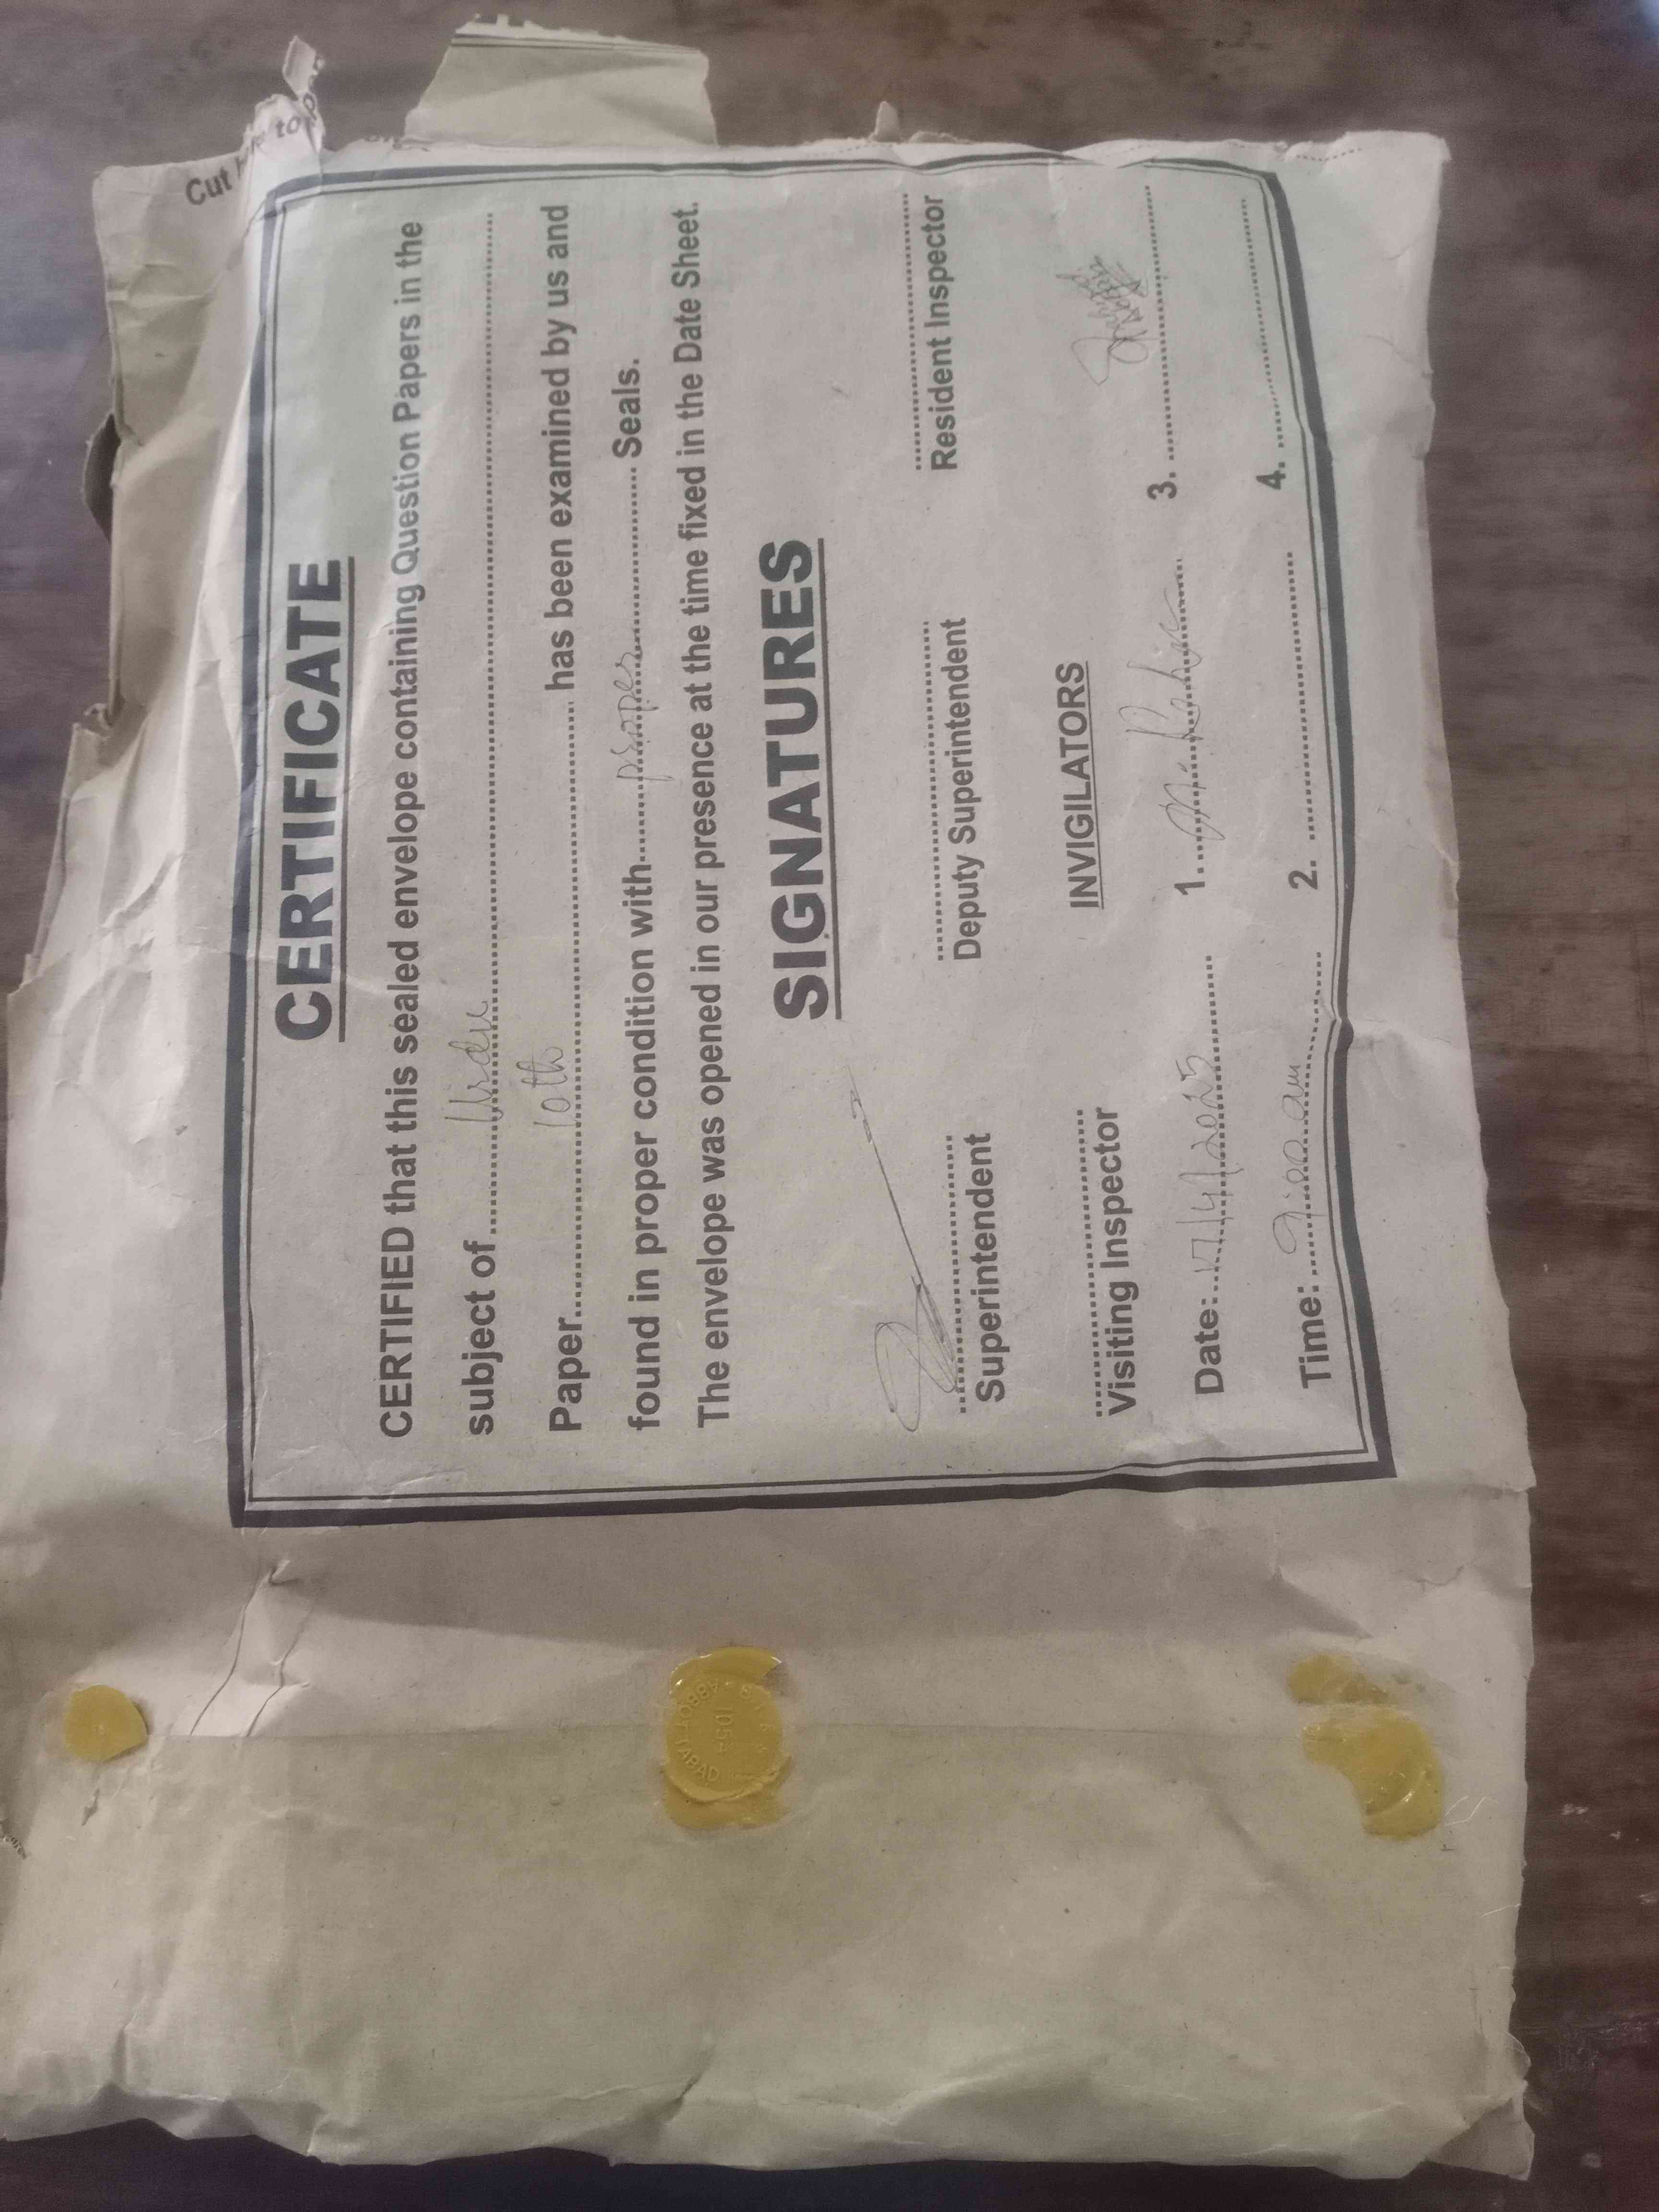 Cut
to
CERTIFICATE
CERTIFIED that this sealed envelope containing Question Papers in the
subject of Urdu
Paper 10th has been examined by us and
found in proper condition with proper Seals.
The envelope was opened in our presence at the time fixed in the Date Sheet.
SIGNATURES
Superintendent Deputy Superintendent Resident Inspector
Visiting Inspector INVIGILATORS
Date: 17/4/2025 1. 3.
Time: 9:00 am 2. 4.
ABBOTTABAD